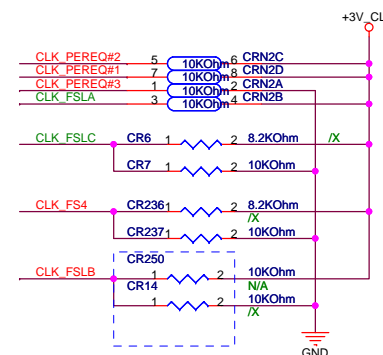 +3V_CL
CLK_PEREQ#2 5 10KOhm 6 CRN2C
CLK_PEREQ#1 7 10KOhm 8 CRN2D
CLK_PEREQ#3 1 10KOhm 2 CRN2A
CLK_FSLA 3 10KOhm 4 CRN2B
CLK_FSLC CR6 1 2 8.2KOhm /X
CR7 1 2 10KOhm
CLK_FS4 CR236 1 2 8.2KOhm
/X
CR237 1 2 10KOhm
CR250
CLK_FSLB 1 2 10KOhm
CR14 N/A
1 2 10KOhm
/X
GND